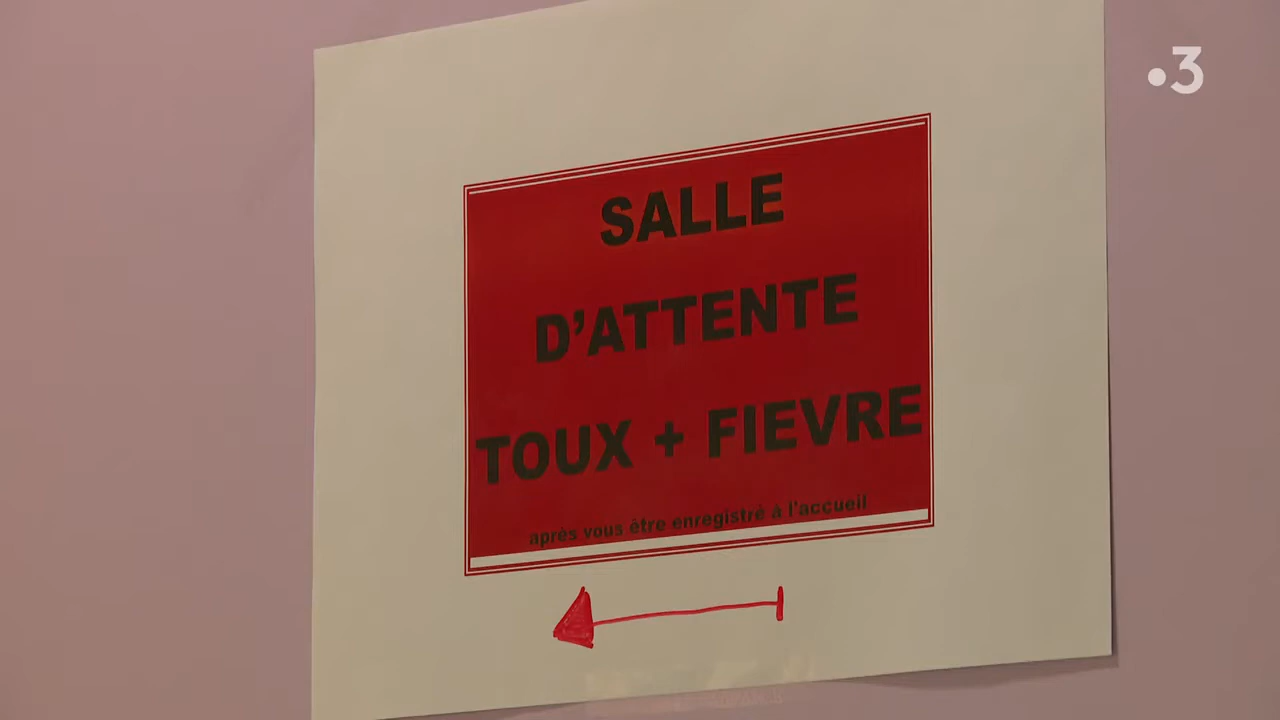 3
SALLE
D'ATTENTE
TOUX + FIEVRE
après vous être enregistré à l'accueil